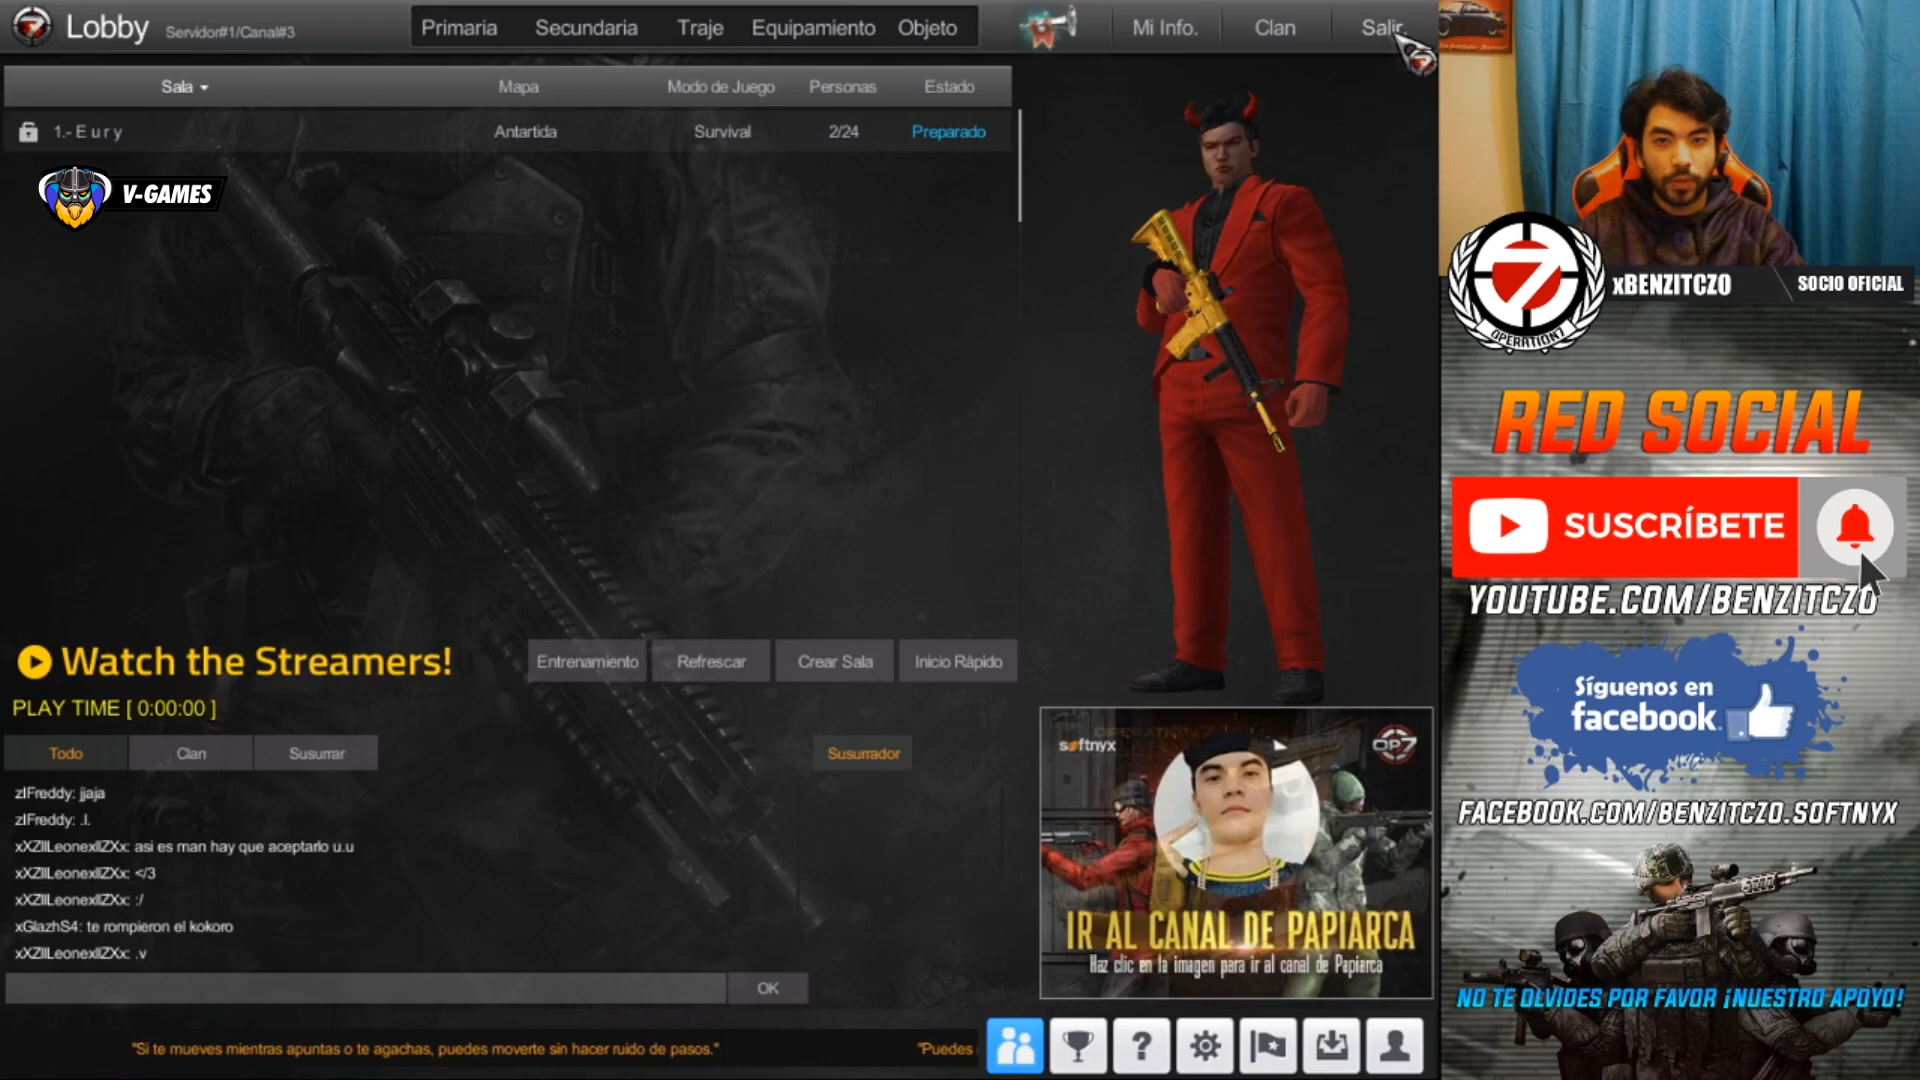 Lobby Servidor#1/Canal#3
Primaria Secundaria Traje Equipamiento Objeto
Mi Info. Clan Salir
Sala Mapa Modo de Juego Personas Estado
1.- E u r y Antartida Survival 2/24 Preparado
V-GAMES
xBENZITCZO SOCIO OFICIAL
OPERATION7
RED SOCIAL
SUSCRÍBETE
YOUTUBE.COM/BENZITCZO
Síguenos en
facebook.
FACEBOOK.COM/BENZITCZO.SOFTNYX
NO TE OLVIDES POR FAVOR ¡NUESTRO APOYO!
Watch the Streamers!
Entrenamiento Refrescar Crear Sala Inicio Rápido
PLAY TIME [ 0:00:00 ]
Todo Clan Susurrar Susurrador
zIFreddy: jjaja
zIFreddy: .l.
xXZIILeonexIIZXx: asi es man hay que aceptarlo u.u
xXZIILeonexIIZXx: </3
xXZIILeonexIIZXx: :/
xGlazhS4: te rompieron el kokoro
xXZIILeonexIIZXx: .v
OK
softnyx OP7
IR AL CANAL DE PAPIARCA
Haz clic en la imagen para ir al canal de Papiarca
"Si te mueves mientras apuntas o te agachas, puedes moverte sin hacer ruido de pasos." "Puedes